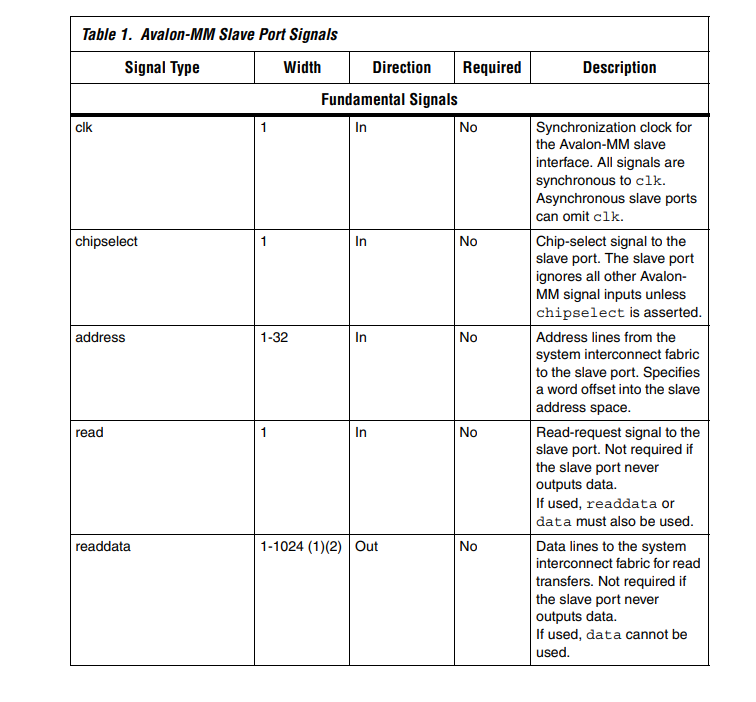 Table 1. Avalon-MM Slave Port Signals
Signal Type Width Direction Required Description
Fundamental Signals
clk 1 In No Synchronization clock for
the Avalon-MM slave
interface. All signals are
synchronous to clk.
Asynchronous slave ports
can omit clk.
chipselect 1 In No Chip-select signal to the
slave port. The slave port
ignores all other Avalon-
MM signal inputs unless
chipselect is asserted.
address 1-32 In No Address lines from the
system interconnect fabric
to the slave port. Specifies
a word offset into the slave
address space.
read 1 In No Read-request signal to the
slave port. Not required if
the slave port never
outputs data.
If used, readdata or
data must also be used.
readdata 1-1024 (1)(2) Out No Data lines to the system
interconnect fabric for read
transfers. Not required if
the slave port never
outputs data.
If used, data cannot be
used.